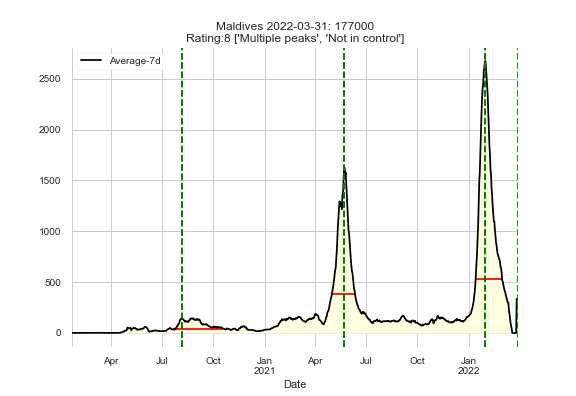 Maldives 2022-03-31: 177000
Rating:8 ['Multiple peaks', 'Not in control']
Average-7d
2500
2000
1500
1000
500
0
Apr Jul Oct Jan Apr Jul Oct Jan
2021 2022
Date